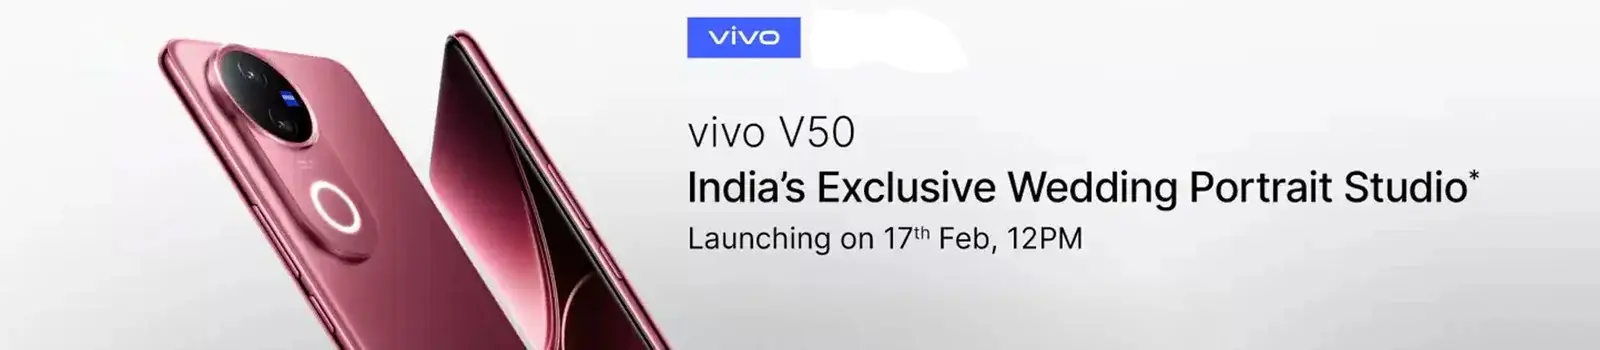 vivo
vivo V50
India's Exclusive Wedding Portrait Studio*
Launching on 17th Feb, 12PM